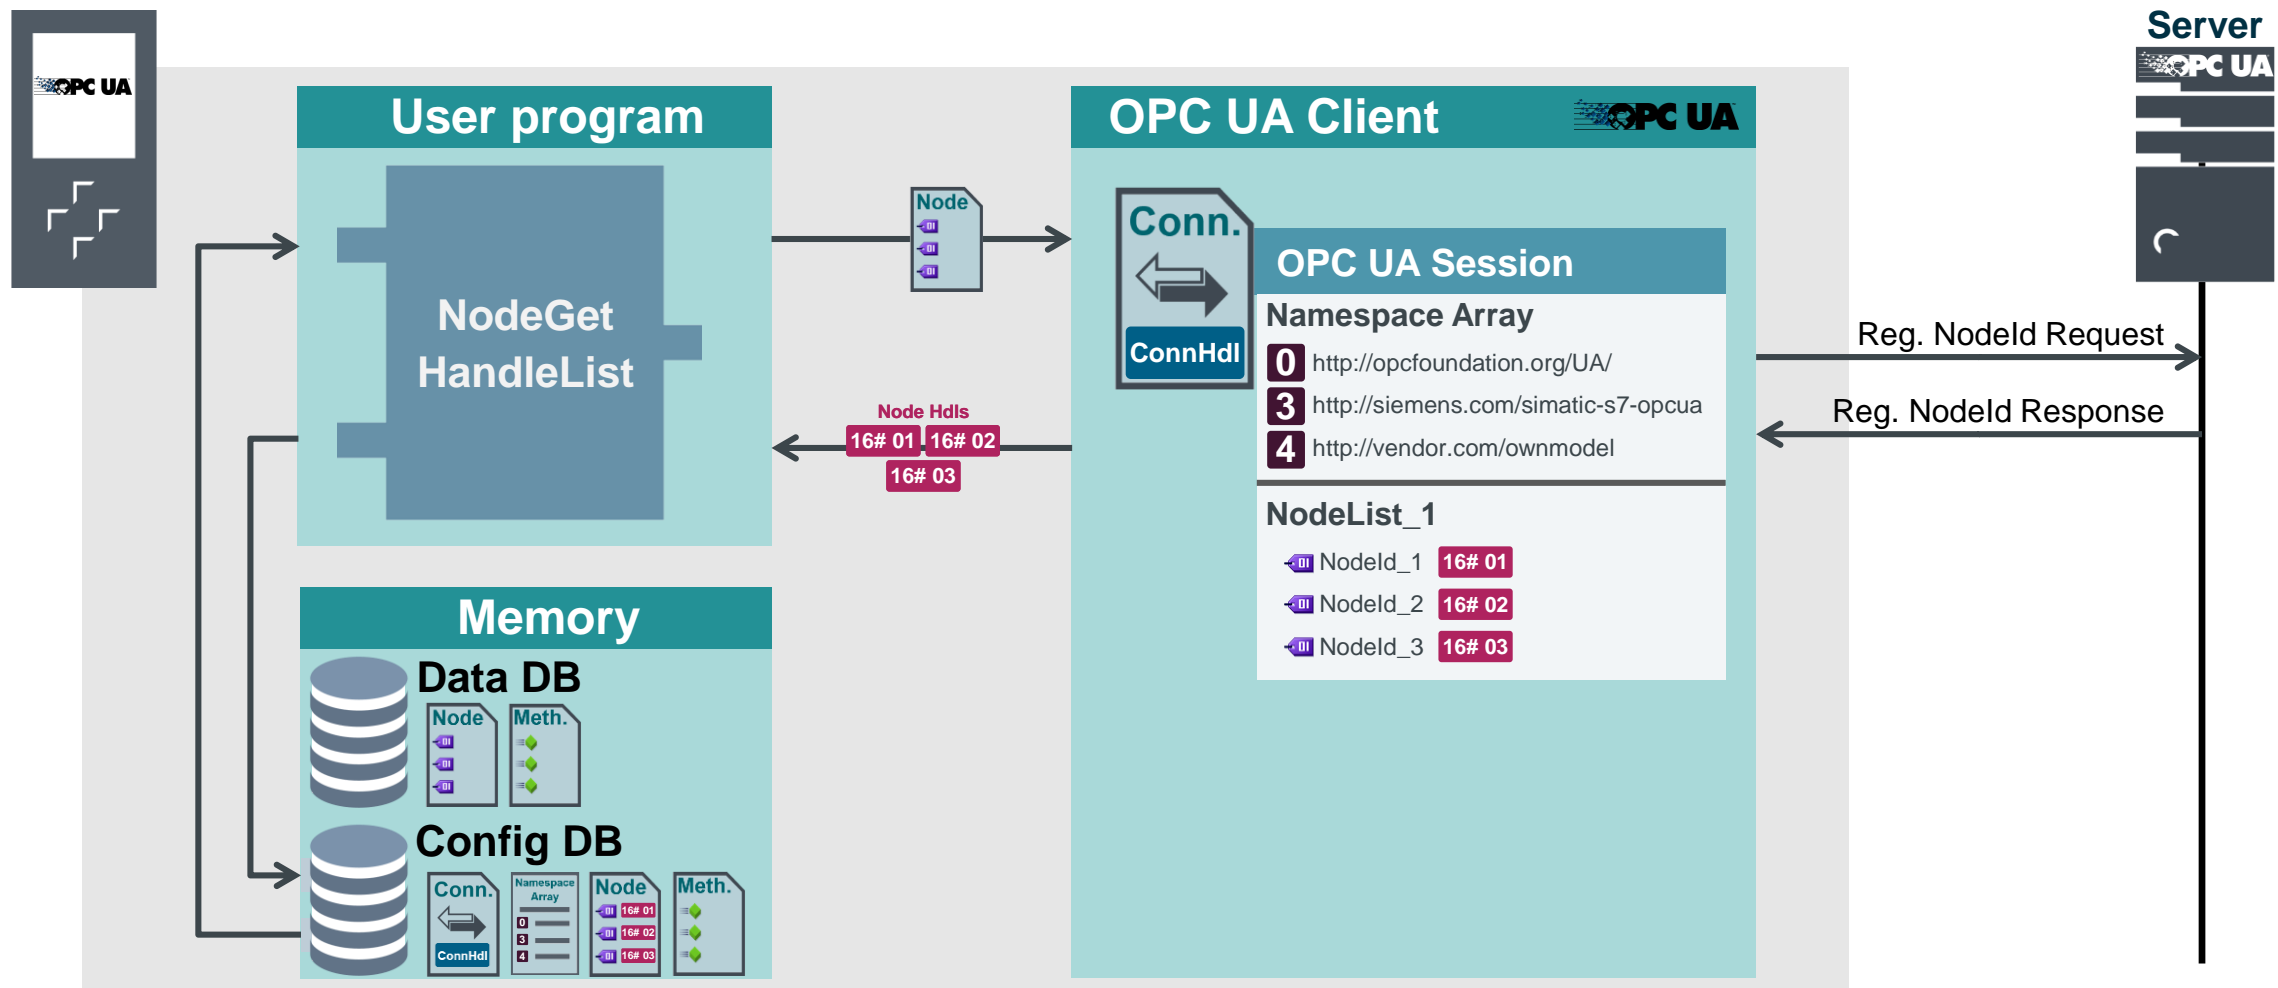 OPC UA
User program
NodeGet
HandleList
Node
Node Hdls
16# 01
16# 02
16# 03
OPC UA Client
OPC UA
Conn.
ConnHdl
OPC UA Session
Namespace Array
0 http://opcfoundation.org/UA/
3 http://siemens.com/simatic-s7-opcua
4 http://vendor.com/ownmodel
NodeList_1
NodeId_1 16# 01
NodeId_2 16# 02
NodeId_3 16# 03
Server
OPC UA
Reg. NodeId Request
Reg. NodeId Response
Memory
Data DB
Node
Meth.
Config DB
Conn.
ConnHdl
Namespace
Array
0
3
4
Node
16# 01
16# 02
16# 03
Meth.